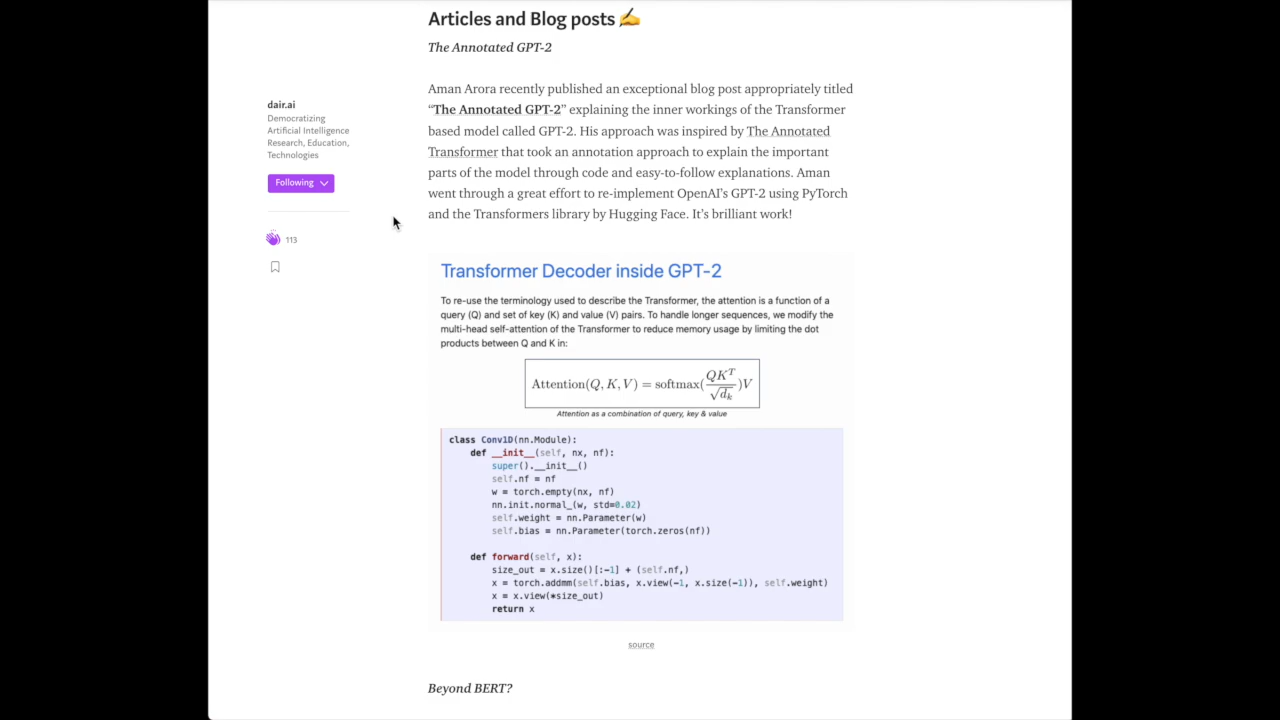 Articles and Blog posts ✍️
The Annotated GPT-2
Aman Arora recently published an exceptional blog post appropriately titled
“The Annotated GPT-2” explaining the inner workings of the Transformer
based model called GPT-2. His approach was inspired by The Annotated
Transformer that took an annotation approach to explain the important
parts of the model through code and easy-to-follow explanations. Aman
went through a great effort to re-implement OpenAI’s GPT-2 using PyTorch
and the Transformers library by Hugging Face. It’s brilliant work!
dair.ai
Democratizing
Artificial Intelligence
Research, Education,
Technologies
Following
113
Transformer Decoder inside GPT-2
To re-use the terminology used to describe the Transformer, the attention is a function of a
query (Q) and set of key (K) and value (V) pairs. To handle longer sequences, we modify the
multi-head self-attention of the Transformer to reduce memory usage by limiting the dot
products between Q and K in:
Attention(Q, K, V) = softmax(QK^T/√d_k)V
Attention as a combination of query, key & value
class Conv1D(nn.Module):
    def __init__(self, nx, nf):
        super().__init__()
        self.nf = nf
        w = torch.empty(nx, nf)
        nn.init.normal_(w, std=0.02)
        self.weight = nn.Parameter(w)
        self.bias = nn.Parameter(torch.zeros(nf))
    def forward(self, x):
        size_out = x.size()[:-1] + (self.nf,)
        x = torch.addmm(self.bias, x.view(-1, x.size(-1)), self.weight)
        x = x.view(*size_out)
        return x
source
Beyond BERT?